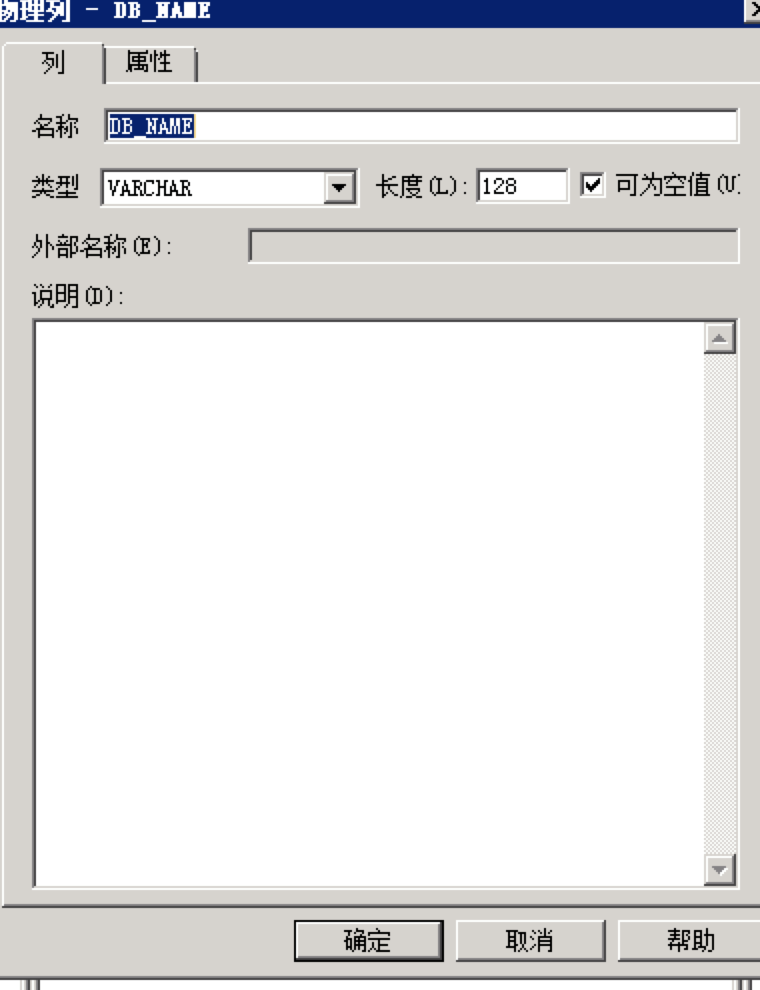 物理列 - DB_NAME
列 属性
名称 DB_NAME
类型 VARCHAR 长度(L): 128 可为空值(U)
外部名称(E):
说明(D):
确定 取消 帮助